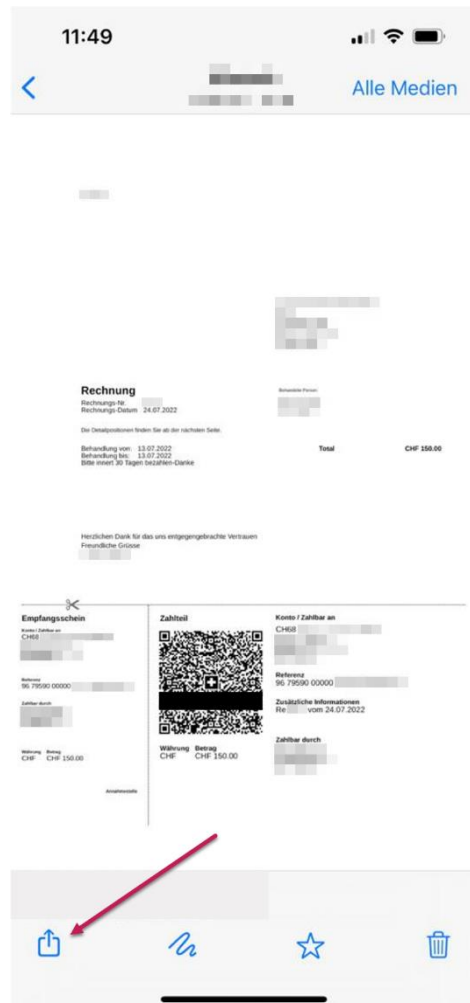 11:49
Alle Medien
Rechnung
Rechnungs-Nr.
Rechnungs-Datum 24.07.2022
Behandelte Person
Die Detailpositionen finden Sie ab der nächsten Seite.
Behandlung von: 13.07.2022
Behandlung bis: 13.07.2022
Bitte innert 30 Tagen bezahlen-Danke
Total CHF 150.00
Herzlichen Dank für das uns entgegengebrachte Vertrauen
Freundliche Grüsse
Empfangsschein
Konto / Zahlbar an
CH68
Referenz
96 79590 00000
Zahlbar durch
Währung Betrag
CHF CHF 150.00
Annahmestelle
Zahlteil
Währung Betrag
CHF CHF 150.00
Konto / Zahlbar an
CH68
Referenz
96 79590 00000
Zusätzliche Informationen
Re vom 24.07.2022
Zahlbar durch